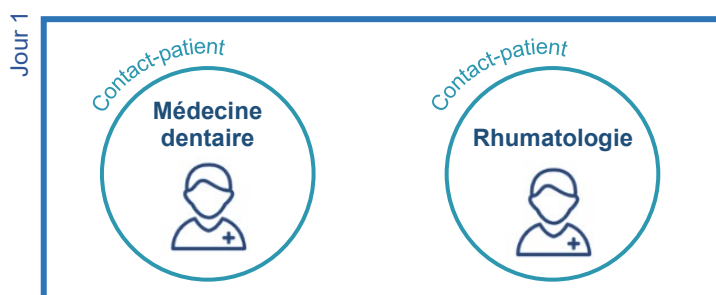 Jour 1
Contact-patient
Médecine
dentaire
Contact-patient
Rhumatologie